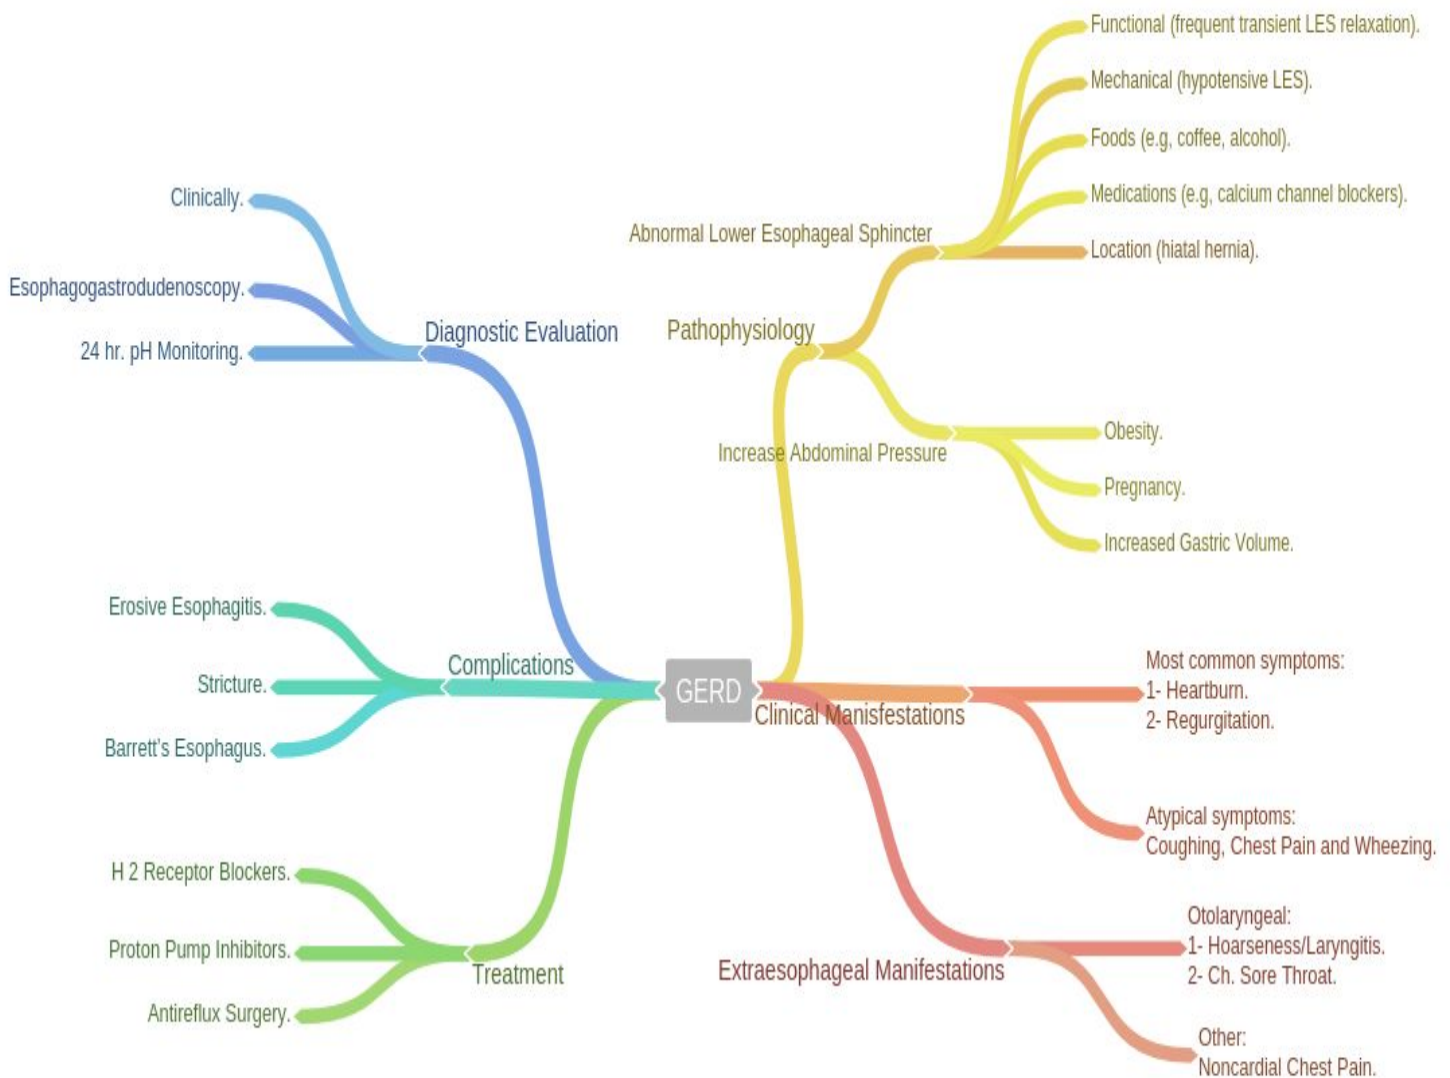 GERD
Pathophysiology
Abnormal Lower Esophageal Sphincter
Functional (frequent transient LES relaxation).
Mechanical (hypotensive LES).
Foods (e.g, coffee, alcohol).
Medications (e.g, calcium channel blockers).
Location (hiatal hernia).
Increase Abdominal Pressure
Obesity.
Pregnancy.
Increased Gastric Volume.
Clinical Manisfestations
Most common symptoms:
1- Heartburn.
2- Regurgitation.
Atypical symptoms:
Coughing, Chest Pain and Wheezing.
Extraesophageal Manifestations
Otolaryngeal:
1- Hoarseness/Laryngitis.
2- Ch. Sore Throat.
Other:
Noncardial Chest Pain.
Diagnostic Evaluation
Clinically.
Esophagogastrodudenoscopy.
24 hr. pH Monitoring.
Complications
Erosive Esophagitis.
Stricture.
Barrett's Esophagus.
Treatment
H 2 Receptor Blockers.
Proton Pump Inhibitors.
Antireflux Surgery.